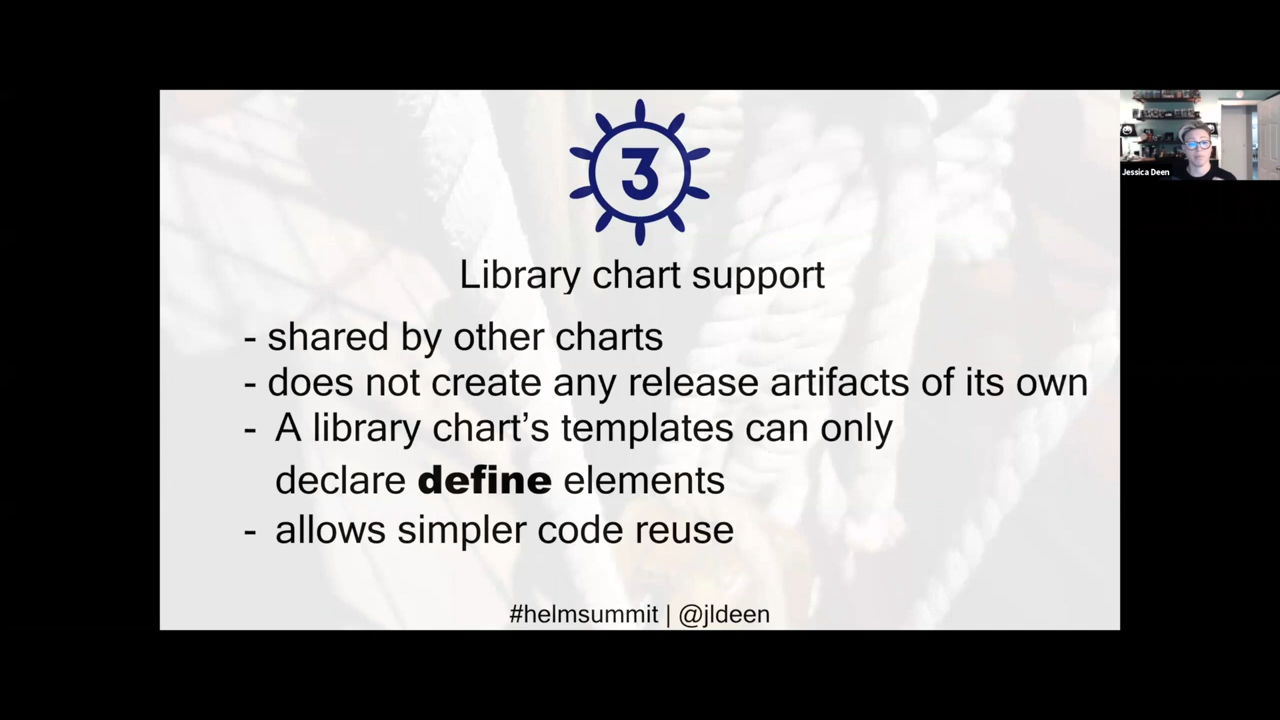 3
Library chart support
- shared by other charts
- does not create any release artifacts of its own
- A library chart’s templates can only
declare define elements
- allows simpler code reuse
#helmsummit | @jldeen
Jessica Deen